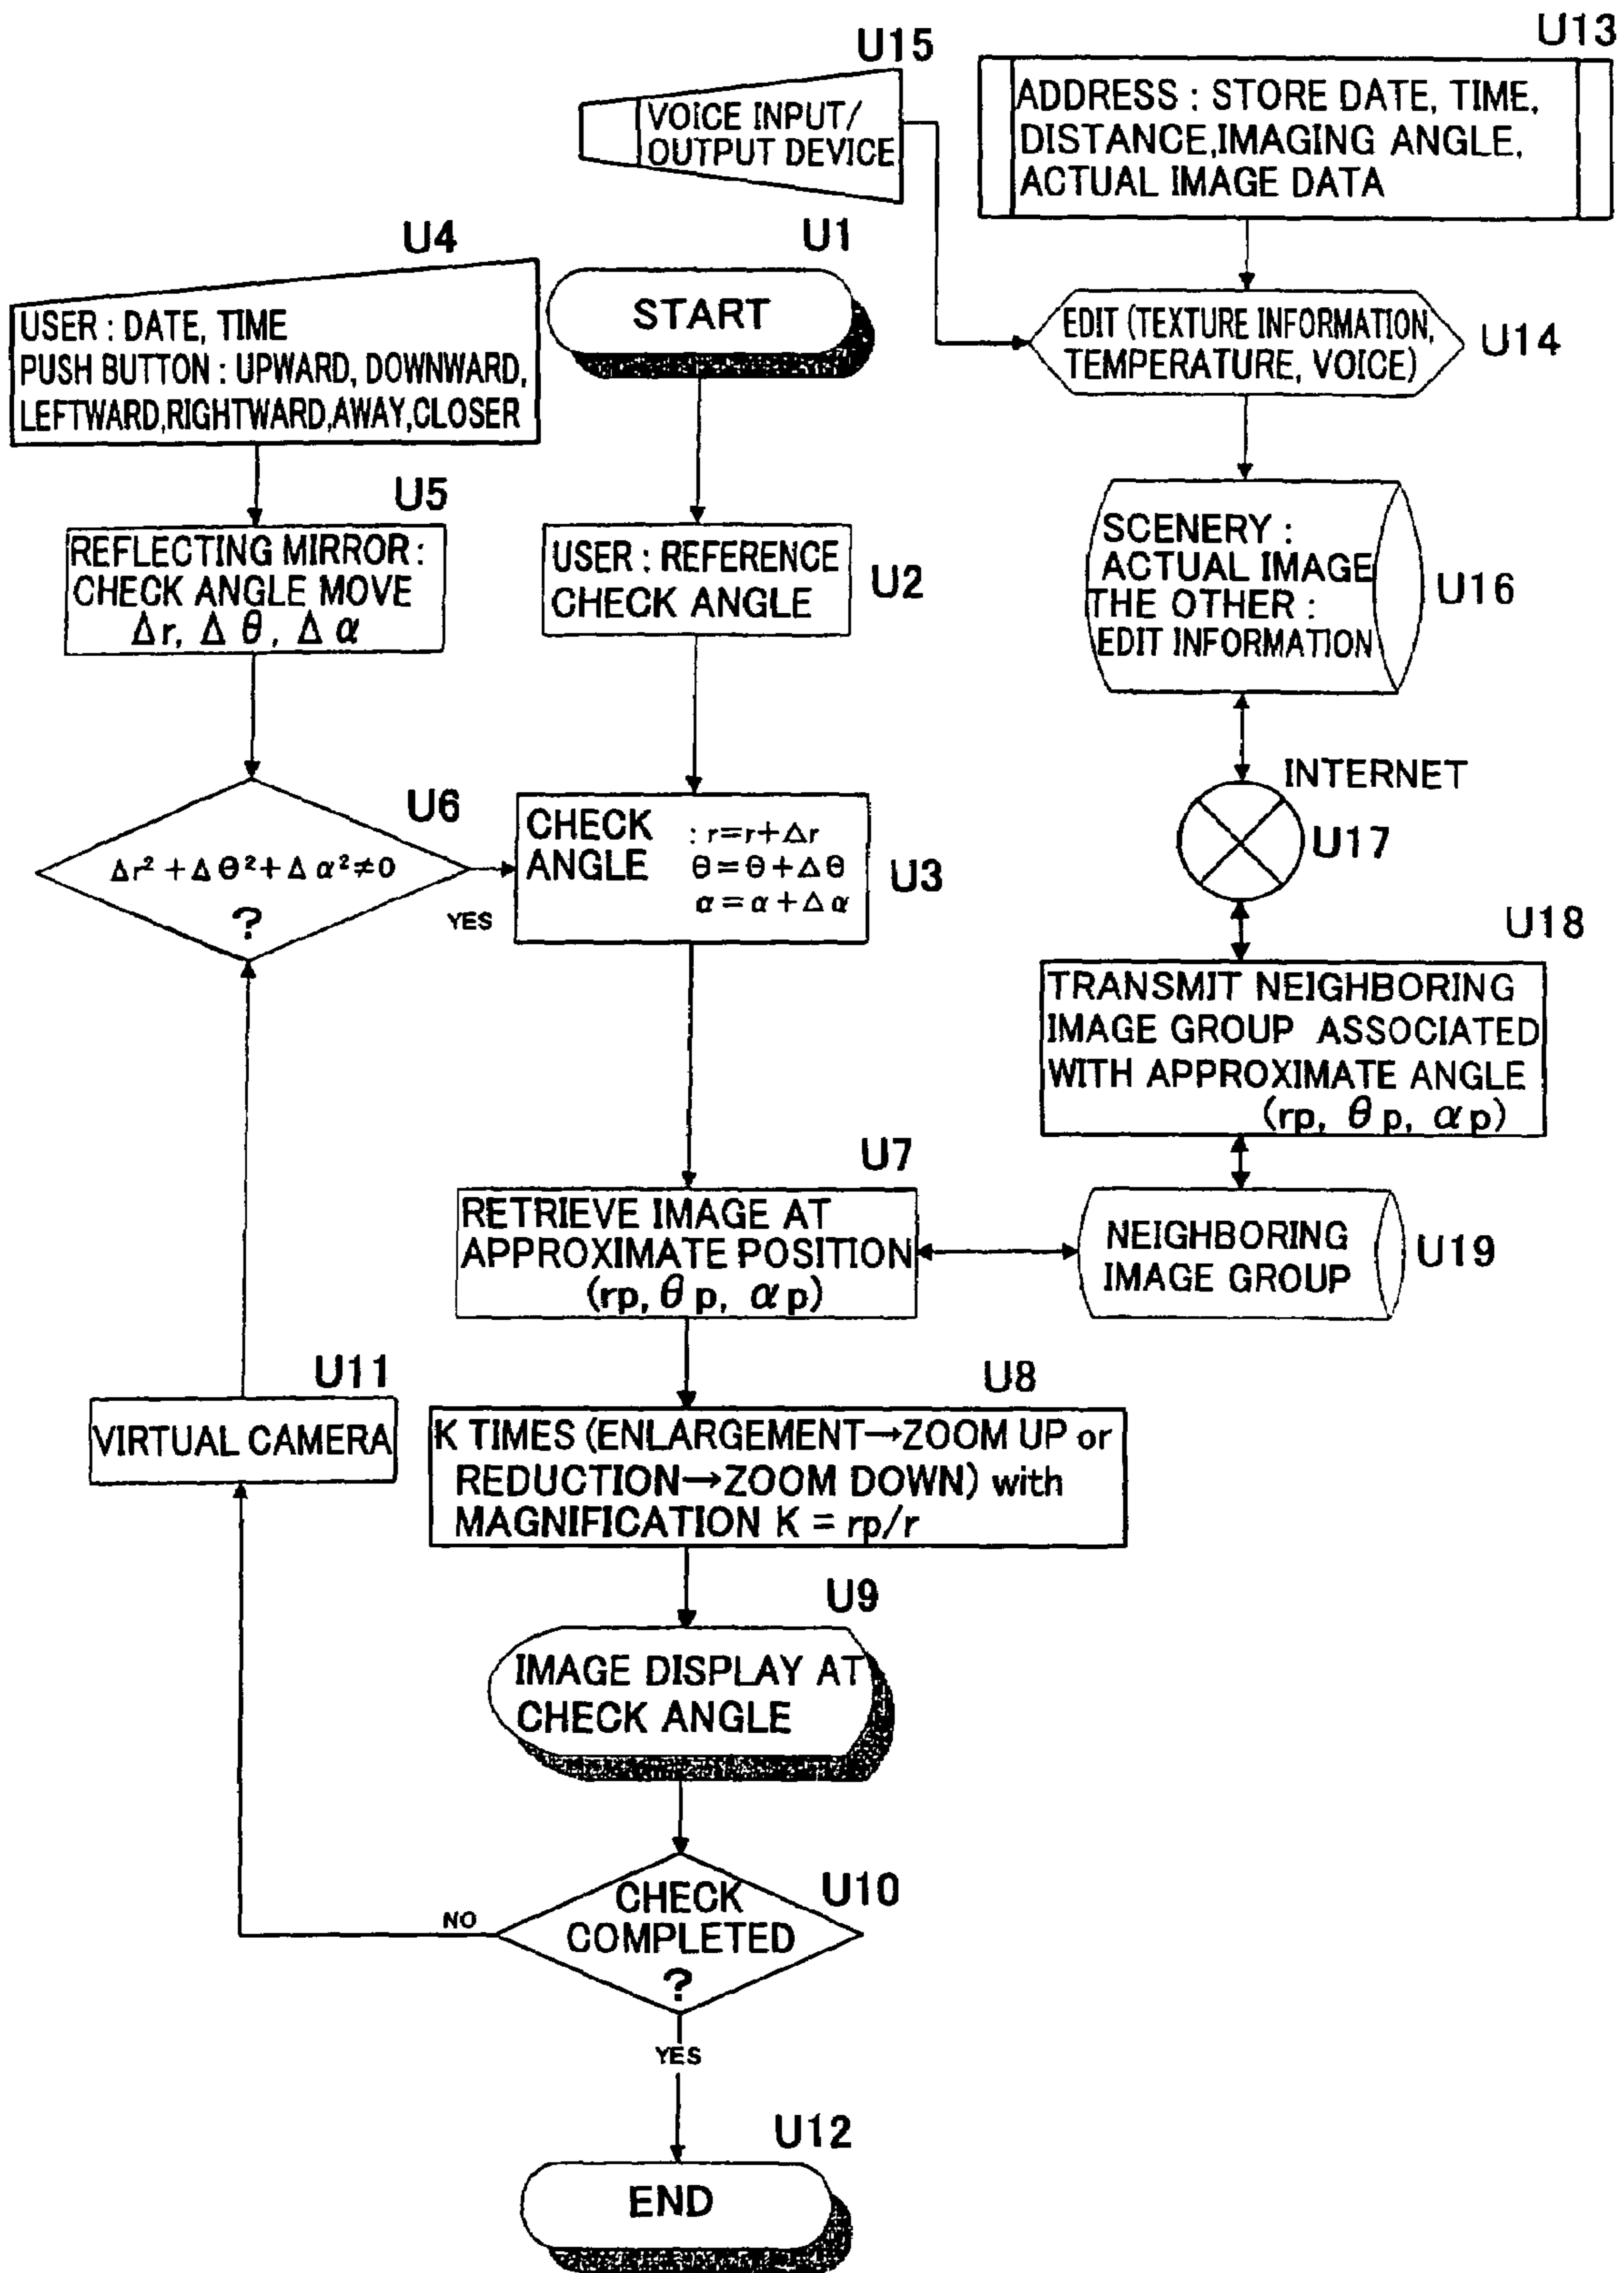 U15
VOICE INPUT/
OUTPUT DEVICE
U13
ADDRESS : STORE DATE, TIME,
DISTANCE,IMAGING ANGLE,
ACTUAL IMAGE DATA
U4
USER : DATE, TIME
PUSH BUTTON : UPWARD, DOWNWARD,
LEFTWARD,RIGHTWARD,AWAY,CLOSER
U1
START
EDIT (TEXTURE INFORMATION,
TEMPERATURE, VOICE)
U14
U5
REFLECTING MIRROR :
CHECK ANGLE MOVE
Δr, Δθ, Δα
USER : REFERENCE
CHECK ANGLE
U2
SCENERY :
ACTUAL IMAGE
THE OTHER :
EDIT INFORMATION
U16
U6
Δr²+Δθ²+Δα²≠0
?
YES
CHECK
ANGLE
: r=r+Δr
θ=θ+Δθ
α=α+Δα
U3
INTERNET
U17
U18
TRANSMIT NEIGHBORING
IMAGE GROUP ASSOCIATED
WITH APPROXIMATE ANGLE
(rp, θp, αp)
U7
RETRIEVE IMAGE AT
APPROXIMATE POSITION
(rp, θp, αp)
NEIGHBORING
IMAGE GROUP
U19
U11
VIRTUAL CAMERA
U8
K TIMES (ENLARGEMENT→ZOOM UP or
REDUCTION→ZOOM DOWN) with
MAGNIFICATION K = rp/r
U9
IMAGE DISPLAY AT
CHECK ANGLE
U10
CHECK
COMPLETED
?
NO
YES
U12
END